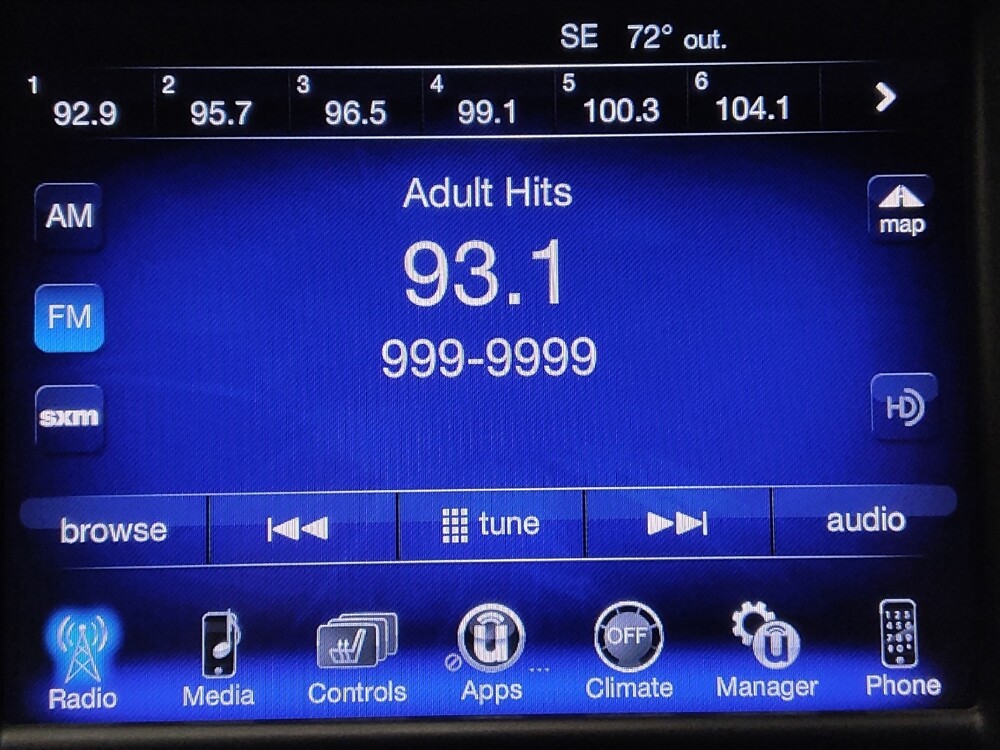 SE 72° out.
1 2 3 4 5 6
92.9 95.7 96.5 99.1 100.3 104.1
Adult Hits
AM
map
93.1
FM
999-9999
sxm
HD
browse tune audio
OFF
Radio Media Controls Apps Climate Manager Phone